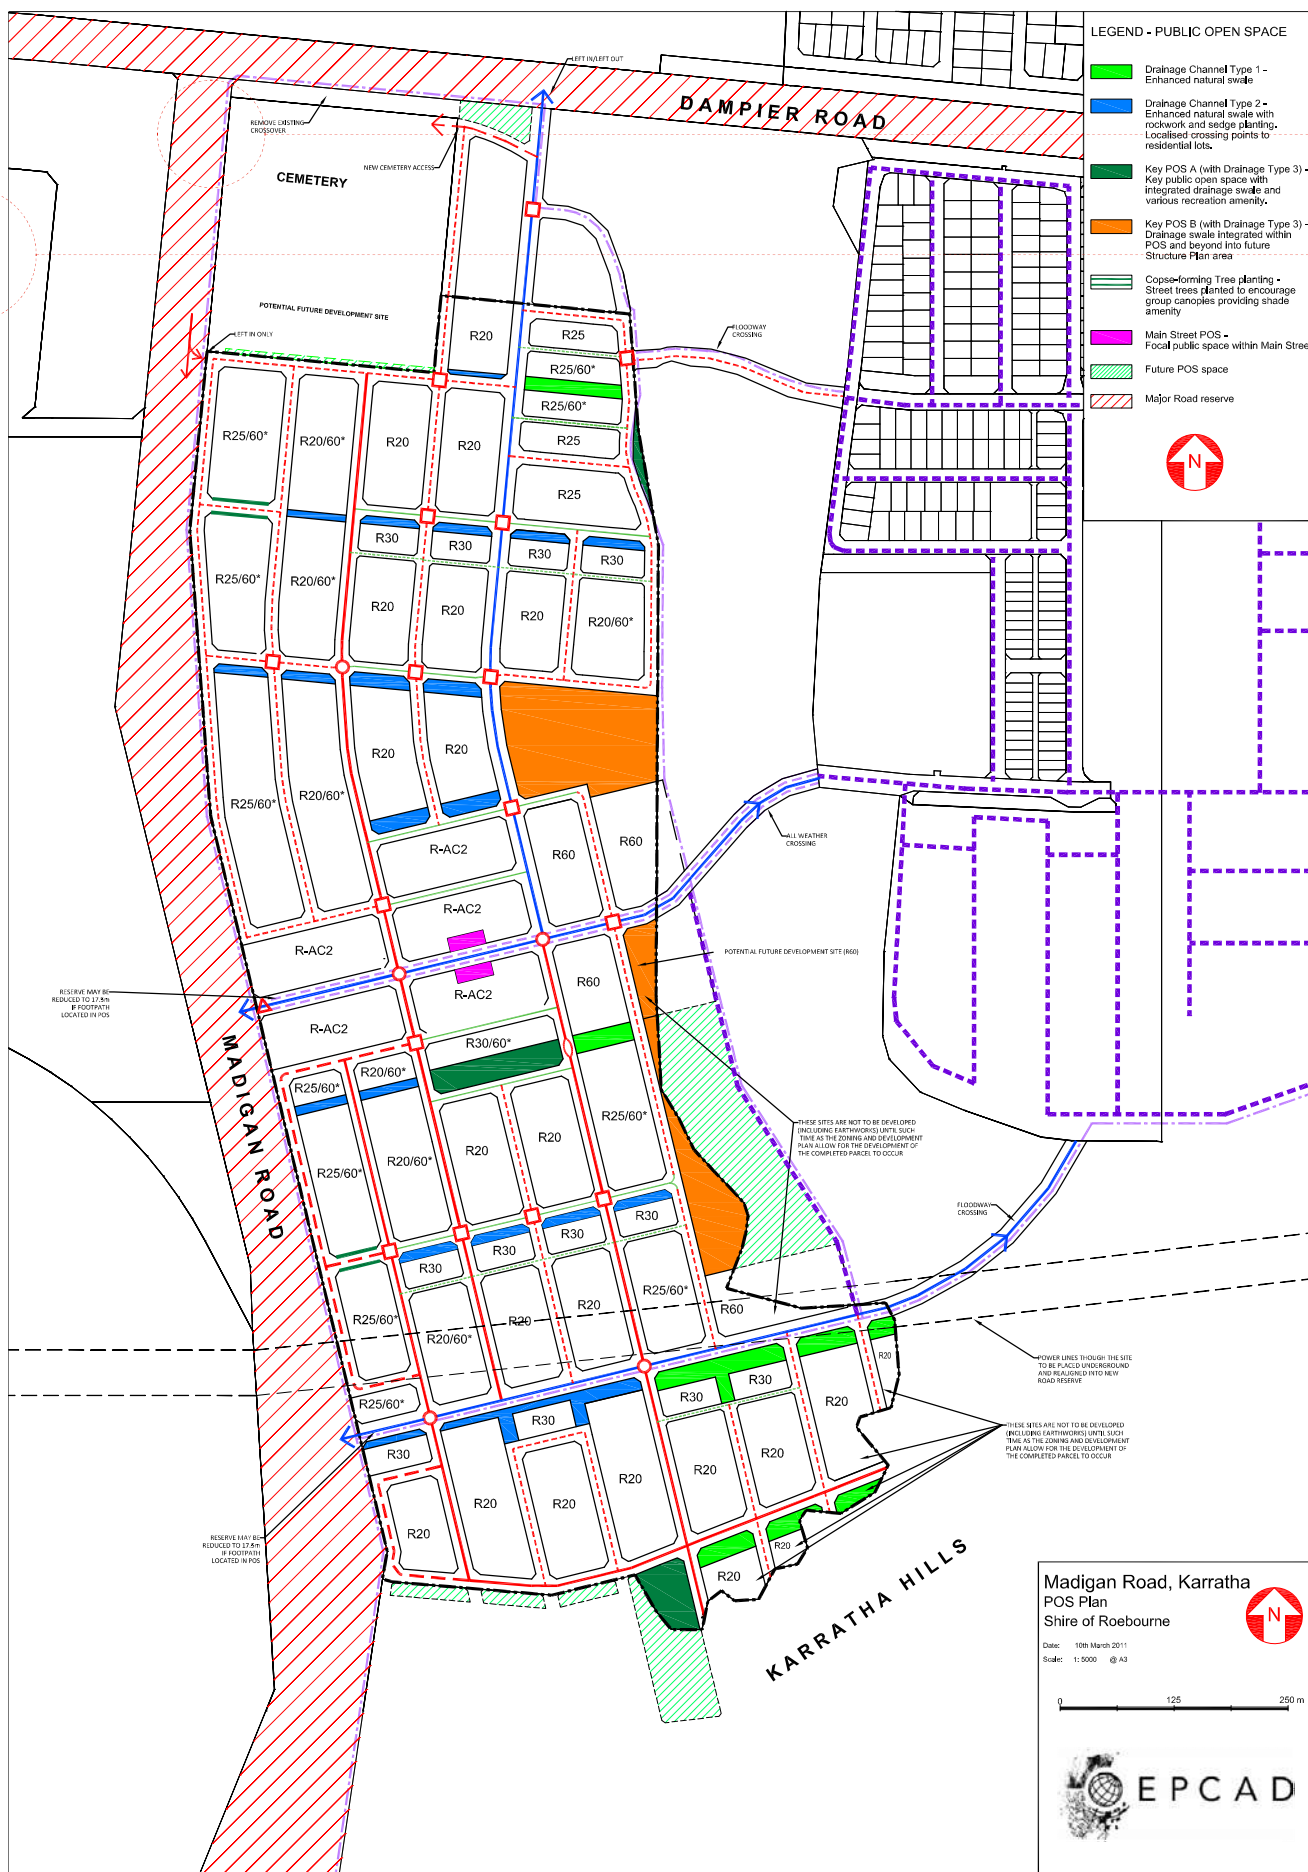 LEGEND - PUBLIC OPEN SPACE
Drainage Channel Type 1 -
Enhanced natural swale
Drainage Channel Type 2 -
Enhanced natural swale with
rockwork and sedge planting.
Localised crossing points to
residential lots.
Key POS A (with Drainage Type 3) -
Key public open space with
integrated drainage swale and
various recreation amenity.
Key POS B (with Drainage Type 3) -
Drainage swale integrated within
POS and beyond into future
Structure Plan area
Copse-forming Tree planting -
Street trees planted to encourage
group canopies providing shade
amenity
Main Street POS -
Focal public space within Main Stree
Future POS space
Major Road reserve
N
LEFT IN/LEFT OUT
DAMPIER ROAD
REMOVE EXISTING
CROSSOVER
NEW CEMETERY ACCESS
CEMETERY
POTENTIAL FUTURE DEVELOPMENT SITE
LEFT IN ONLY
FLOODWAY
CROSSING
R20
R25
R25/60*
R25/60*
R25
R25
R25/60*
R20/60*
R20
R20
R30
R30
R30
R30
R25/60*
R20/60*
R20
R20
R20
R20/60*
R25/60*
R20/60*
R20
R20
R-AC2
R60
R60
ALL WEATHER
CROSSING
R-AC2
R-AC2
POTENTIAL FUTURE DEVELOPMENT SITE (R60)
R60
R-AC2
R-AC2
RESERVE MAY BE
REDUCED TO 17.5m
IF FOOTPATH
LOCATED IN POS
MADIGAN ROAD
R30/60*
R20/60*
R25/60*
R25/60*
R20/60*
R20
R20
R25/60*
THESE SITES ARE NOT TO BE DEVELOPED
(INCLUDING EARTHWORKS) UNTIL SUCH
TIME AS THE ZONING AND DEVELOPMENT
PLAN ALLOW FOR THE DEVELOPMENT OF
THE COMPLETED PARCEL TO OCCUR
R30
R30
R30
R30
FLOODWAY
CROSSING
R25/60*
R20/60*
R20
R20
R25/60*
R60
R20
POWER LINES THOUGH THE SITE
TO BE PLACED UNDERGROUND
AND REALIGNED INTO NEW
ROAD RESERVE
R25/60*
R30
R30
R30
R30
R20
R20
R20
R20
R20
R20
R20
THESE SITES ARE NOT TO BE DEVELOPED
(INCLUDING EARTHWORKS) UNTIL SUCH
TIME AS THE ZONING AND DEVELOPMENT
PLAN ALLOW FOR THE DEVELOPMENT OF
THE COMPLETED PARCEL TO OCCUR
R20
R20
R20
RESERVE MAY BE
REDUCED TO 17.5m
IF FOOTPATH
LOCATED IN POS
KARRATHA HILLS
Madigan Road, Karratha
POS Plan
Shire of Roebourne
N
Date: 10th March 2011
Scale: 1: 5000 @ A3
0 125 250 m
EPCAD